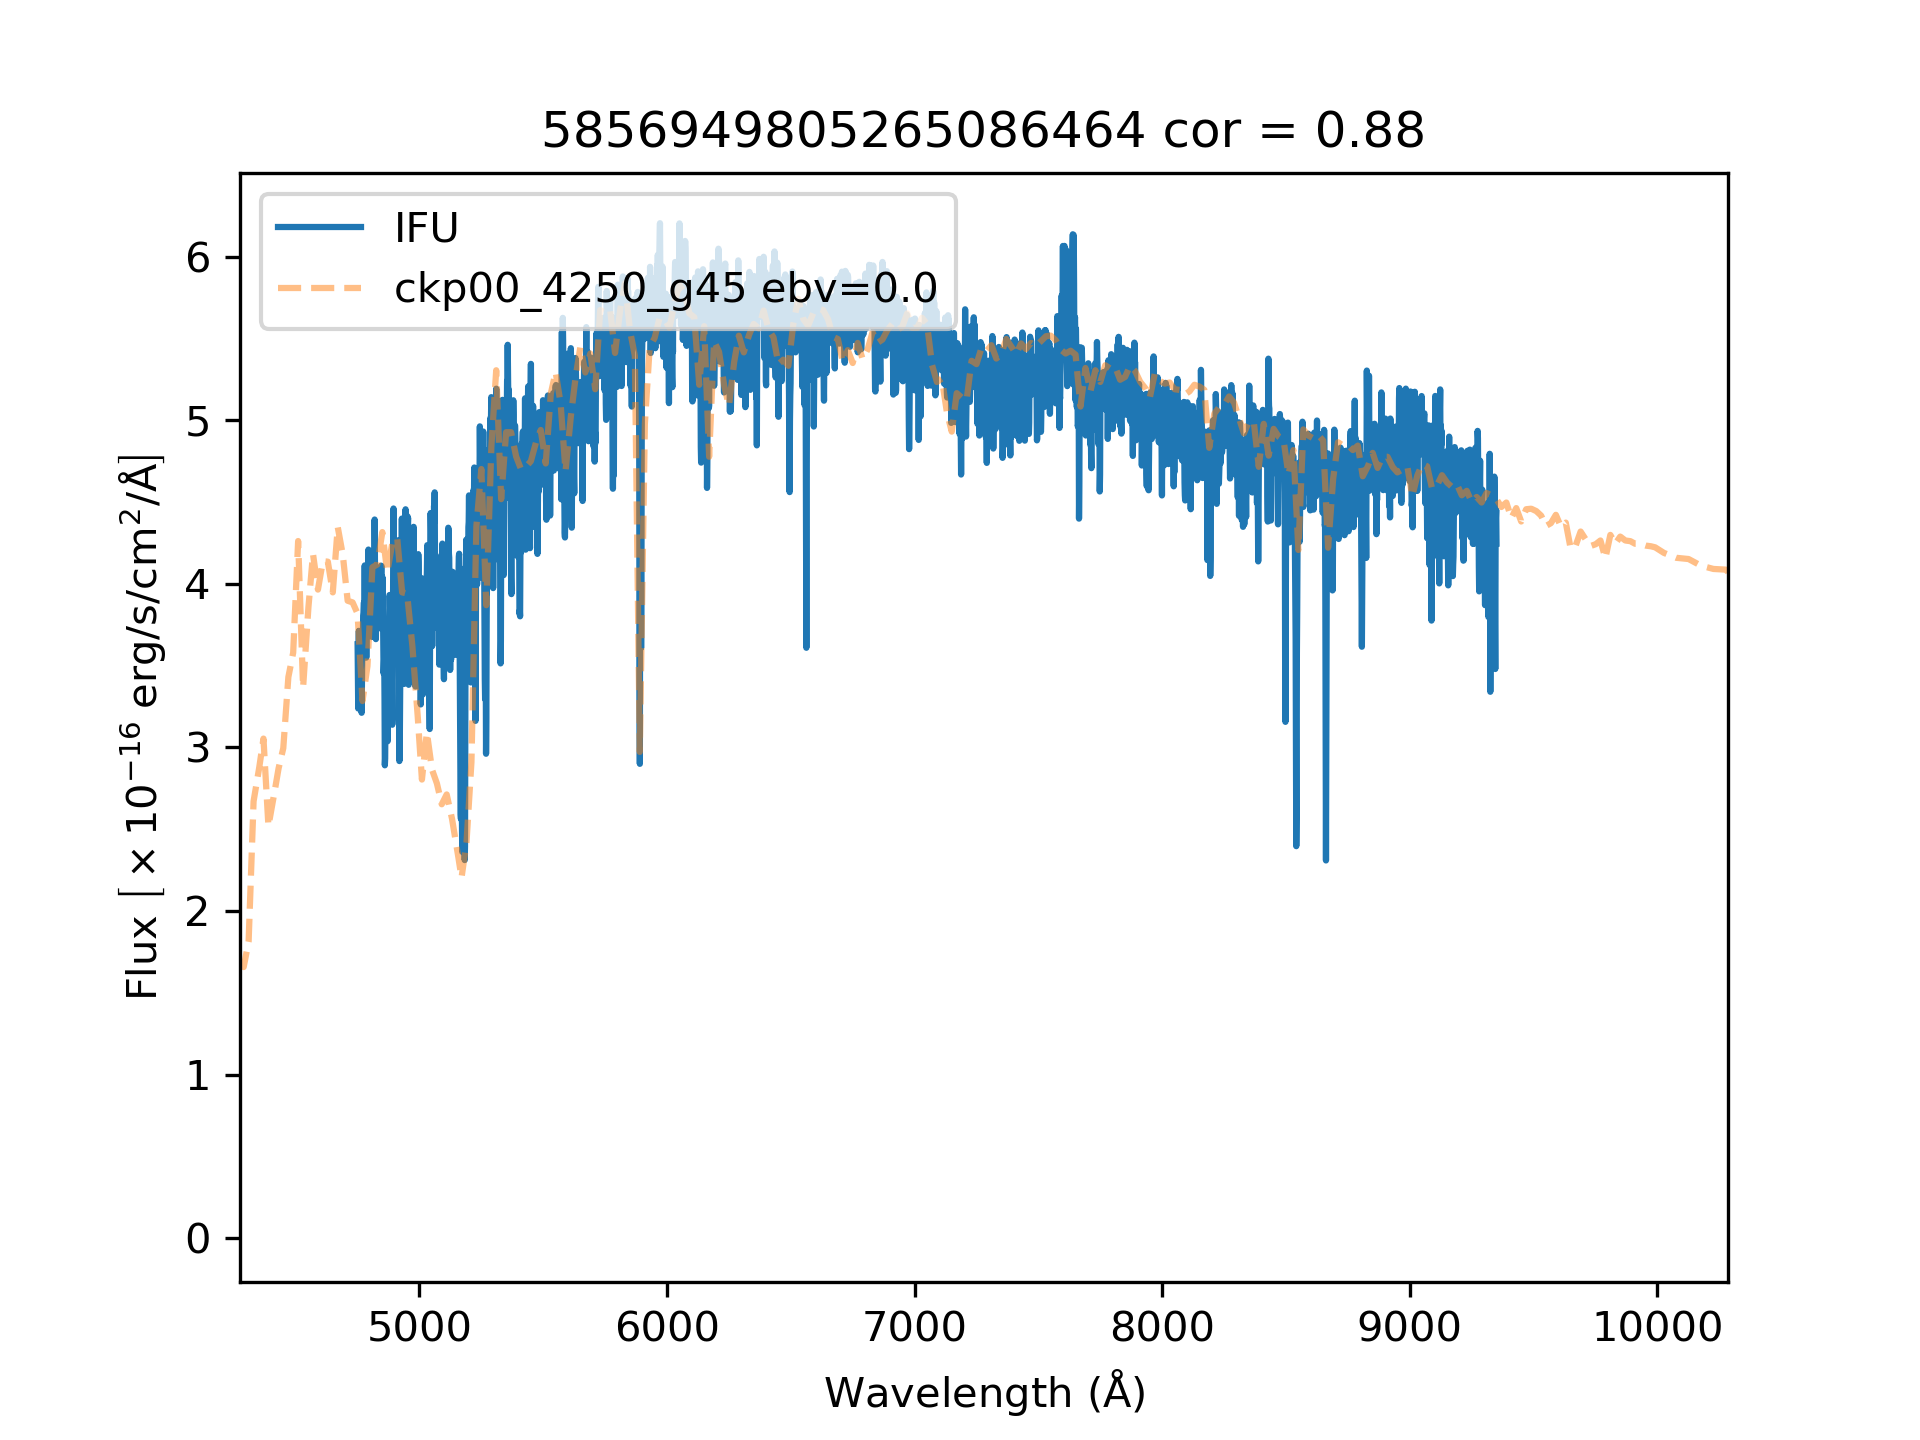 5856949805265086464 cor = 0.88
IFU
ckp00_4250_g45 ebv=0.0
Flux [×10⁻¹⁶ erg/s/cm²/Å]
6
5
4
3
2
1
0
5000 6000 7000 8000 9000 10000
Wavelength (Å)